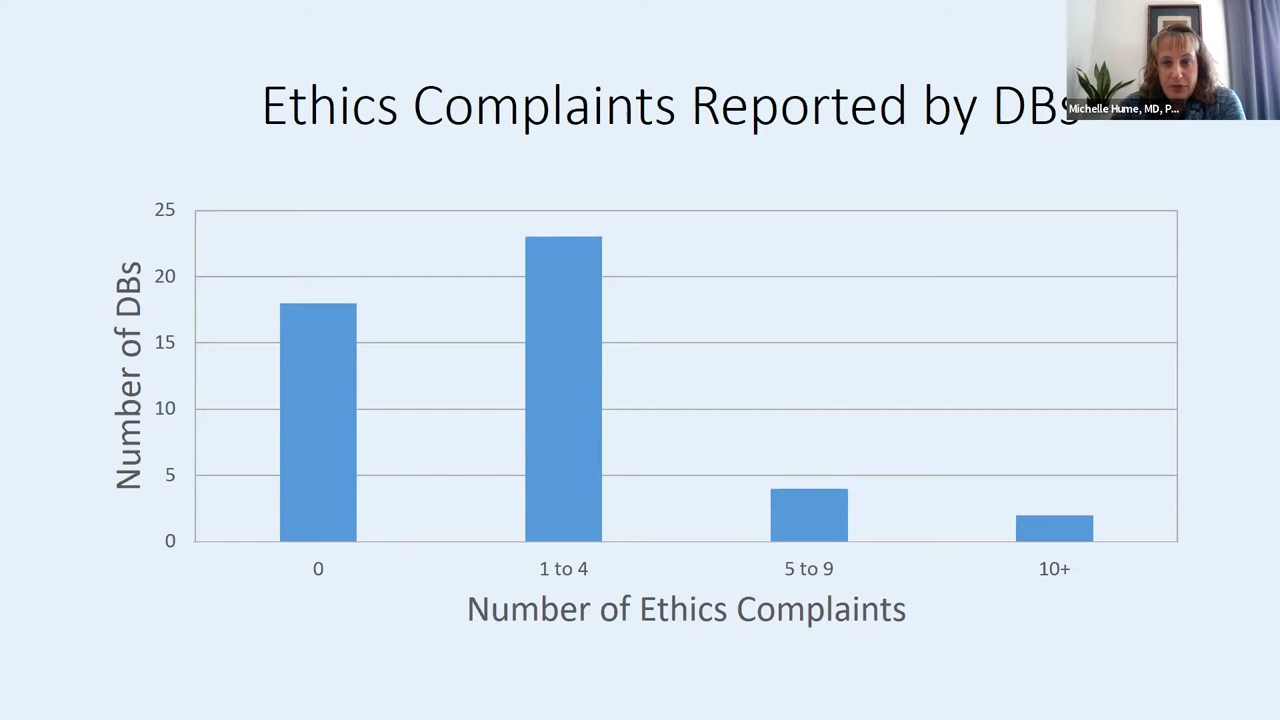 Ethics Complaints Reported by DBs
Michelle Hume, MD, P...
25
20
15
10
5
0
Number of DBs
0
1 to 4
5 to 9
10+
Number of Ethics Complaints